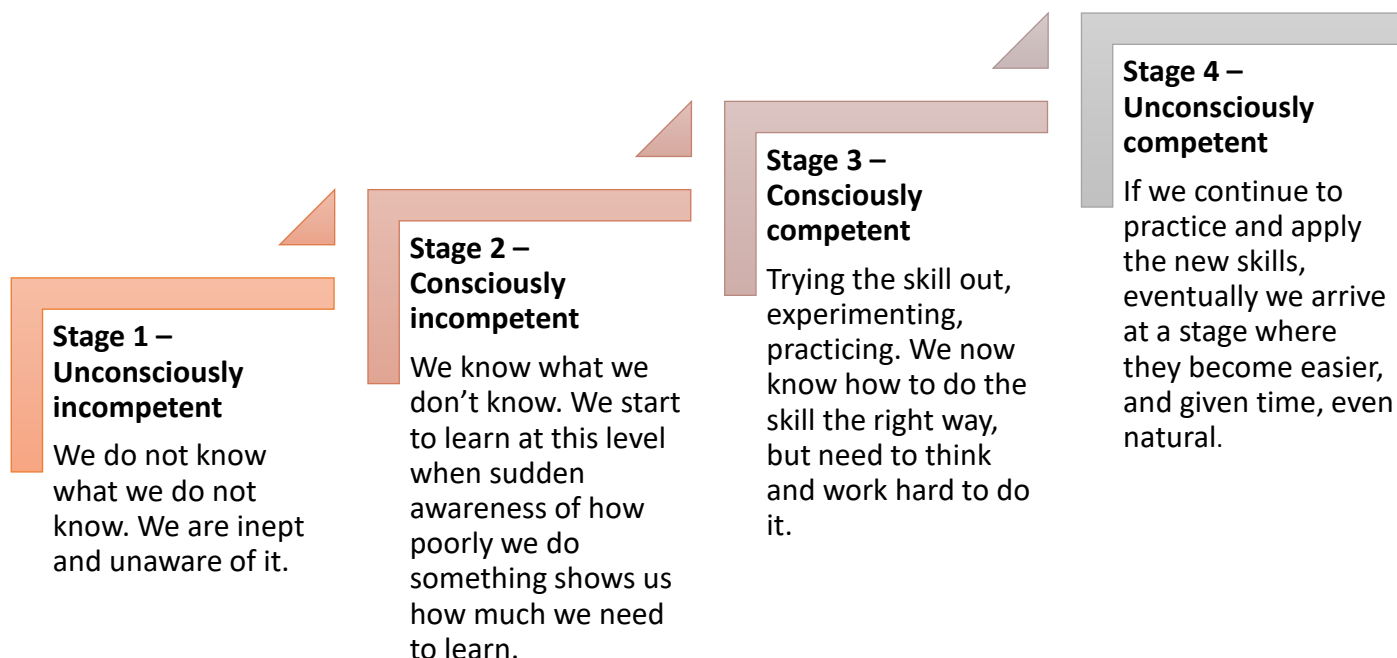 Stage 1 –
Unconsciously
incompetent
We do not know
what we do not
know. We are inept
and unaware of it.
Stage 2 –
Consciously
incompetent
We know what we
don’t know. We start
to learn at this level
when sudden
awareness of how
poorly we do
something shows us
how much we need
to learn.
Stage 3 –
Consciously
competent
Trying the skill out,
experimenting,
practicing. We now
know how to do the
skill the right way,
but need to think
and work hard to do
it.
Stage 4 –
Unconsciously
competent
If we continue to
practice and apply
the new skills,
eventually we arrive
at a stage where
they become easier,
and given time, even
natural.